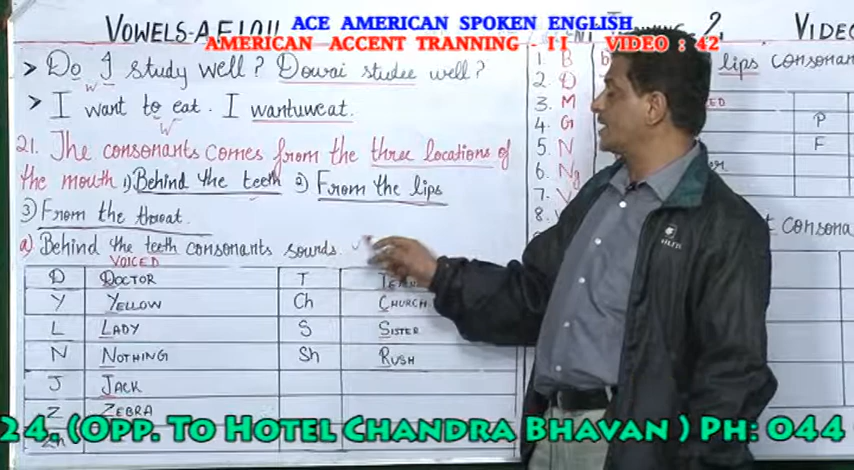 ACE AMERICAN SPOKEN ENGLISH
VOWELS - A E I O U
AMERICAN ACCENT TRANNING - II VIDEO : 42
2.
VIDEO
➤ Do I study well? Dowai studee well?
w
➤ I want to eat. I wantuweat.
w
21. The consonants comes from the three locations of
the mouth 1) Behind the teeth 2) From the lips
3) From the throat.
a) Behind the teeth consonants sounds.
VOICED
D DOCTOR T
Y YELLOW Ch CHURCH
L LADY S SISTER
N NOTHING Sh RUSH
J JACK
Z ZEBRA
Zh
1. B
2. D
3. M
4. G
5. N
6. Ng
7. V
8.
lips consonan
P
F
consona
24. (OPP. TO HOTEL CHANDRA BHAVAN ) PH: 044